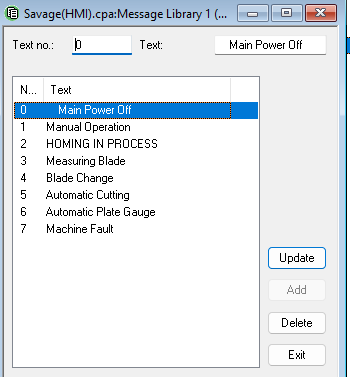 Savage(HMI).cpa:Message Library 1 (...
Text no.: 0 Text: Main Power Off
N... Text
0 Main Power Off
1 Manual Operation
2 HOMING IN PROCESS
3 Measuring Blade
4 Blade Change
5 Automatic Cutting
6 Automatic Plate Gauge
7 Machine Fault
Update
Add
Delete
Exit